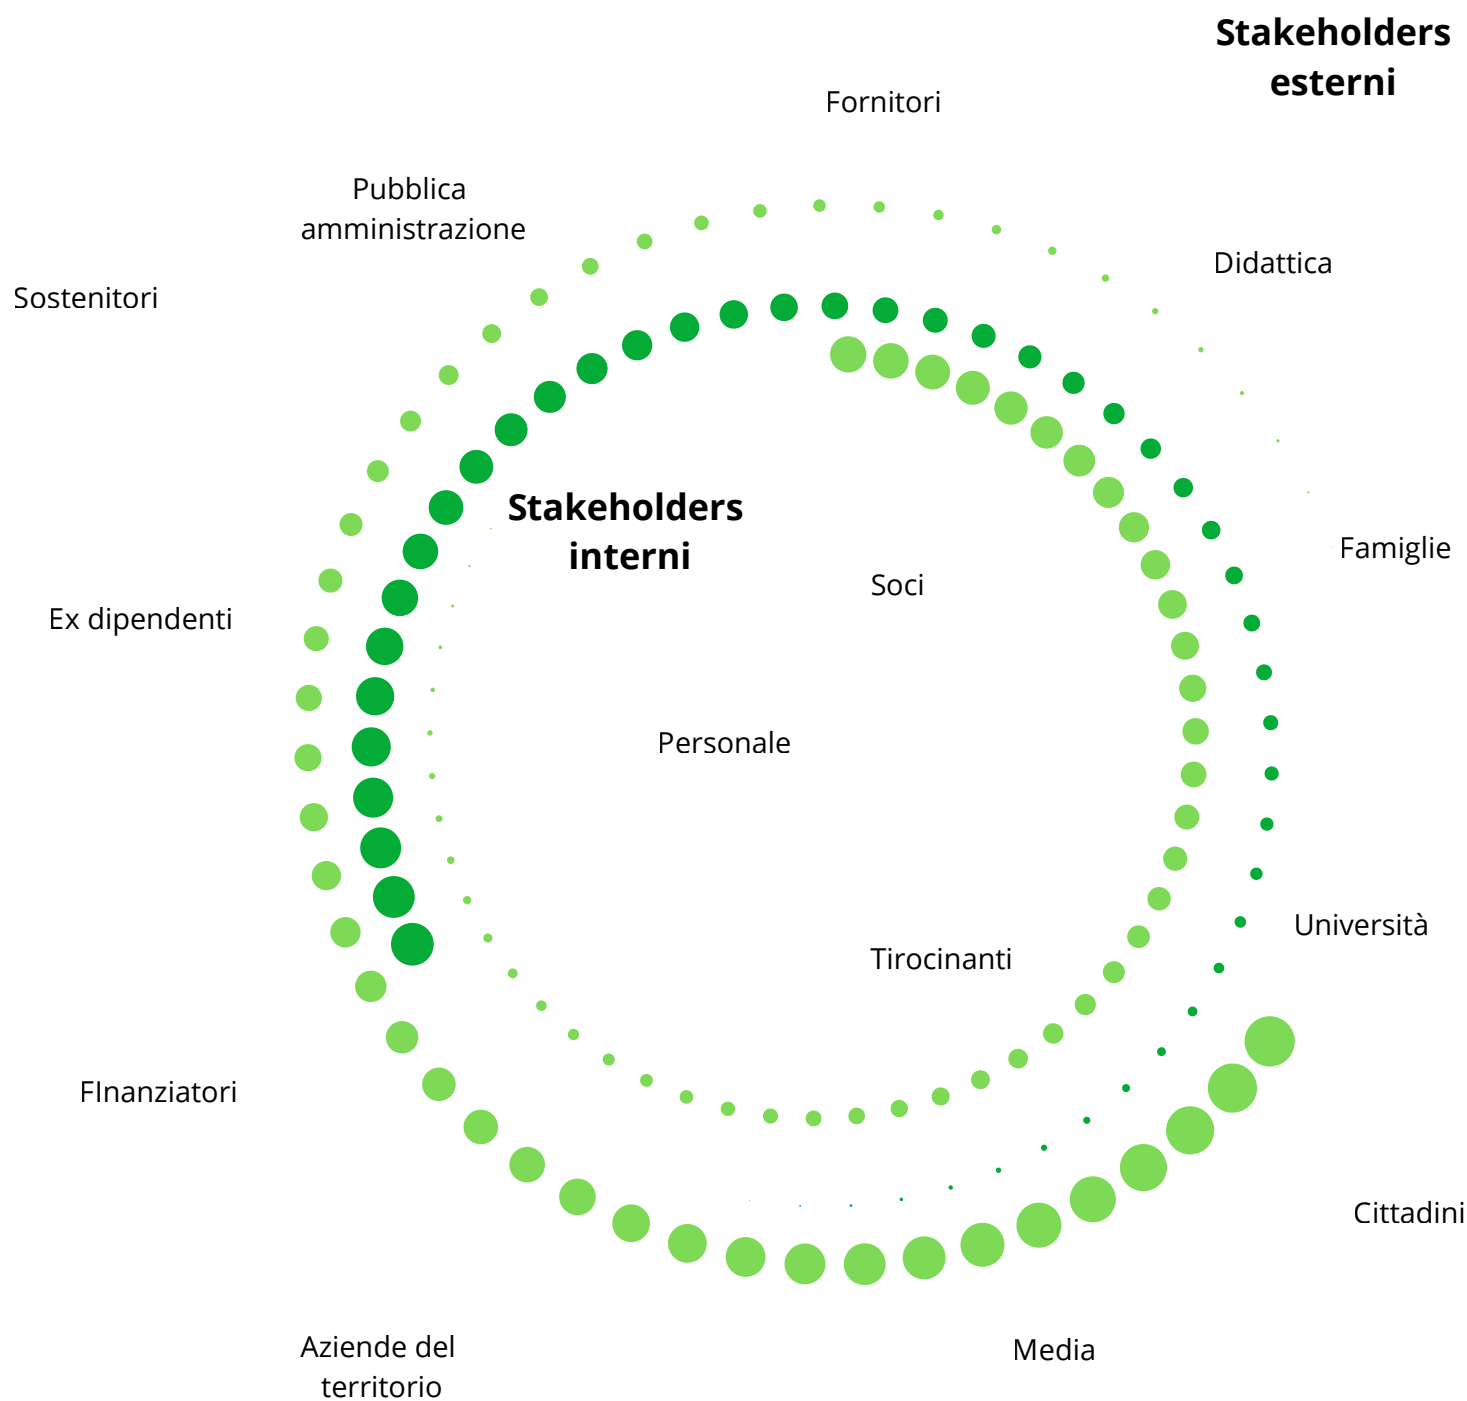 Stakeholders
esterni
Fornitori
Pubblica
amministrazione
Didattica
Sostenitori
Stakeholders
interni
Famiglie
Soci
Ex dipendenti
Personale
Università
Tirocinanti
FInanziatori
Cittadini
Aziende del
territorio
Media